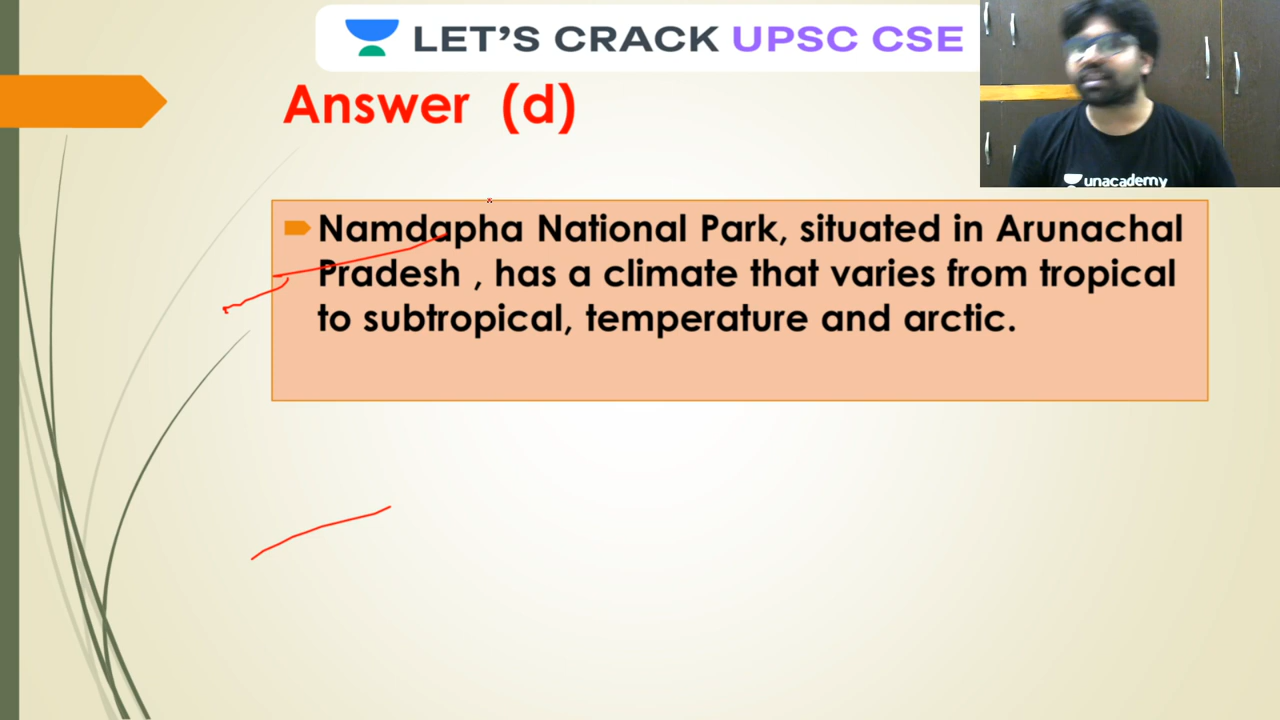 LET'S CRACK UPSC CSE
Answer (d)
unacademy
Namdapha National Park, situated in Arunachal
Pradesh , has a climate that varies from tropical
to subtropical, temperature and arctic.